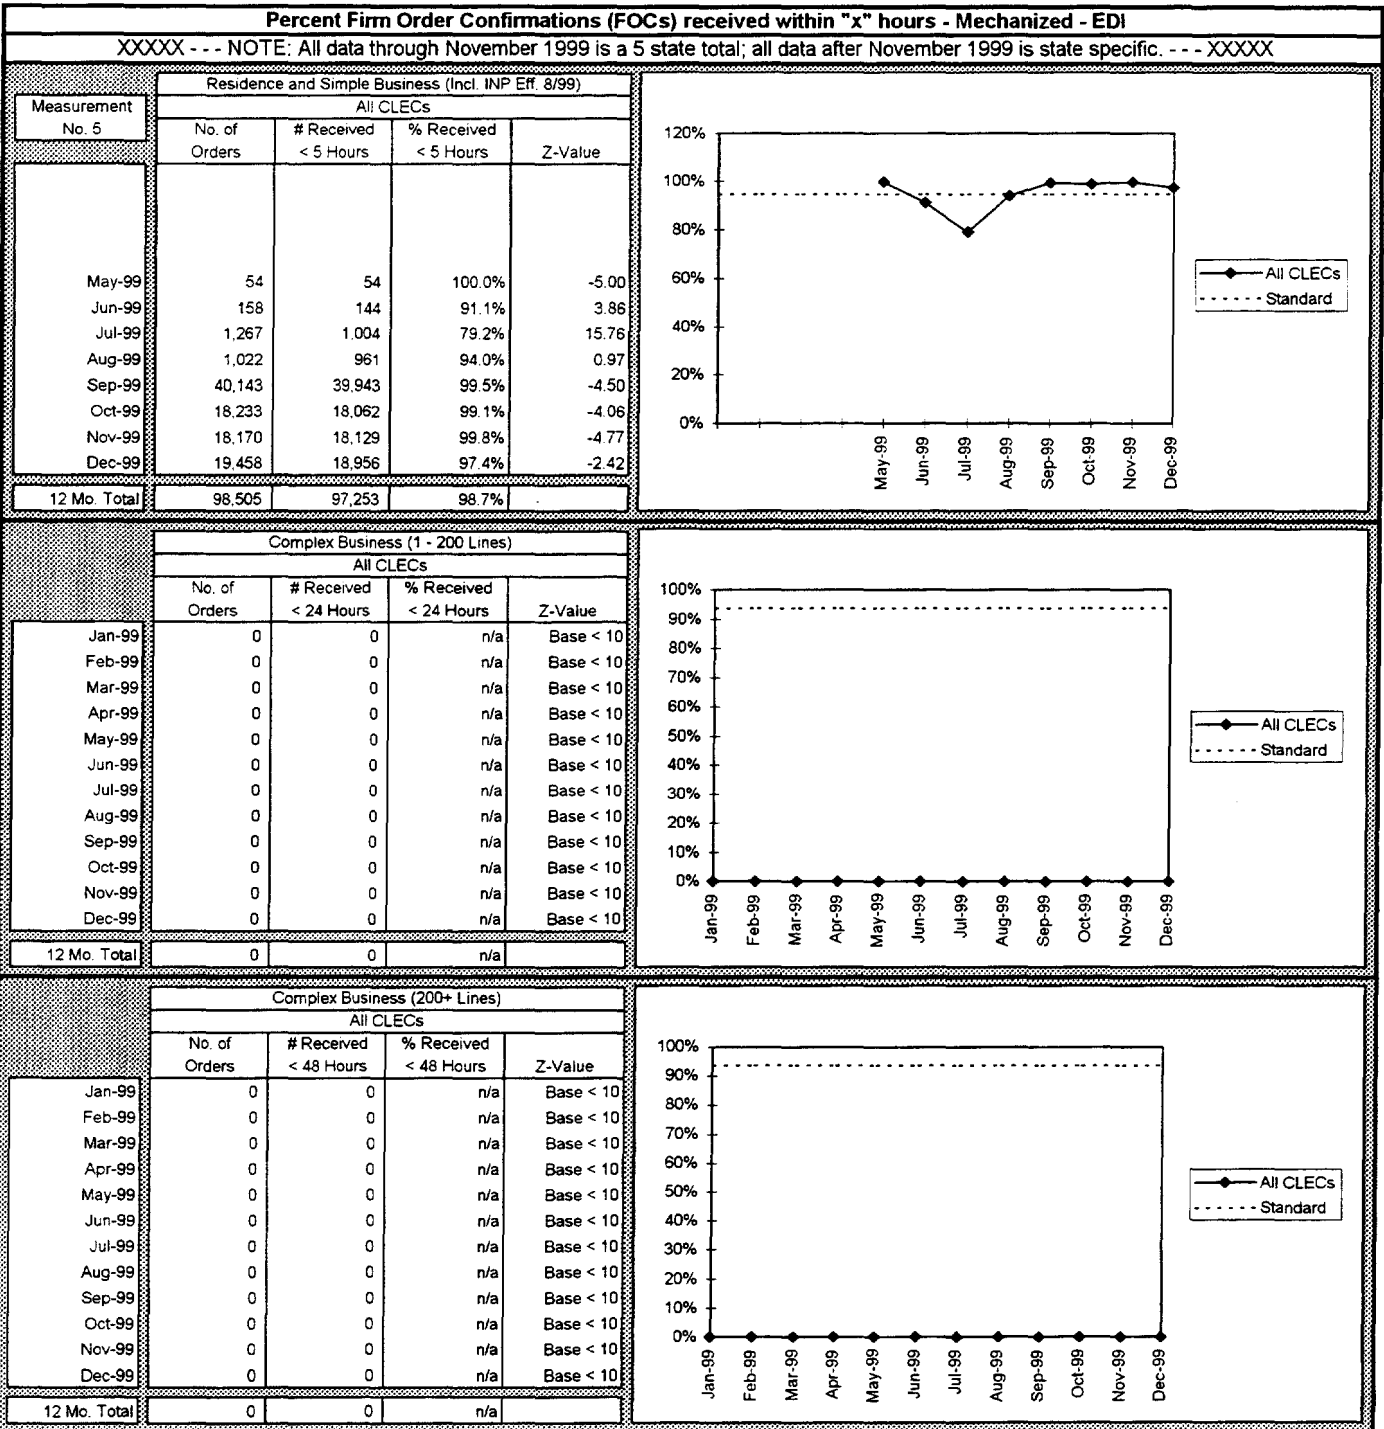 Percent Firm Order Confirmations (FOCs) received within "x" hours - Mechanized - EDI
XXXXX - - - NOTE: All data through November 1999 is a 5 state total; all data after November 1999 is state specific. - - - XXXXX
Measurement
No. 5
Residence and Simple Business (Incl. INP Eff. 8/99)
All CLECs
No. of # Received % Received
Orders < 5 Hours < 5 Hours Z-Value
May-99 54 54 100.0% -5.00
Jun-99 158 144 91.1% 3.86
Jul-99 1,267 1,004 79.2% 15.76
Aug-99 1,022 961 94.0% 0.97
Sep-99 40,143 39,943 99.5% -4.50
Oct-99 18,233 18,062 99.1% -4.06
Nov-99 18,170 18,129 99.8% -4.77
Dec-99 19,458 18,956 97.4% -2.42
12 Mo. Total 98,505 97,253 98.7%
120%
100%
80%
60%
40%
20%
0%
May-99 Jun-99 Jul-99 Aug-99 Sep-99 Oct-99 Nov-99 Dec-99
All CLECs
Standard
Complex Business (1 - 200 Lines)
All CLECs
No. of # Received % Received
Orders < 24 Hours < 24 Hours Z-Value
Jan-99 0 0 n/a Base < 10
Feb-99 0 0 n/a Base < 10
Mar-99 0 0 n/a Base < 10
Apr-99 0 0 n/a Base < 10
May-99 0 0 n/a Base < 10
Jun-99 0 0 n/a Base < 10
Jul-99 0 0 n/a Base < 10
Aug-99 0 0 n/a Base < 10
Sep-99 0 0 n/a Base < 10
Oct-99 0 0 n/a Base < 10
Nov-99 0 0 n/a Base < 10
Dec-99 0 0 n/a Base < 10
12 Mo. Total 0 0 n/a
100%
90%
80%
70%
60%
50%
40%
30%
20%
10%
0%
Jan-99 Feb-99 Mar-99 Apr-99 May-99 Jun-99 Jul-99 Aug-99 Sep-99 Oct-99 Nov-99 Dec-99
All CLECs
Standard
Complex Business (200+ Lines)
All CLECs
No. of # Received % Received
Orders < 48 Hours < 48 Hours Z-Value
Jan-99 0 0 n/a Base < 10
Feb-99 0 0 n/a Base < 10
Mar-99 0 0 n/a Base < 10
Apr-99 0 0 n/a Base < 10
May-99 0 0 n/a Base < 10
Jun-99 0 0 n/a Base < 10
Jul-99 0 0 n/a Base < 10
Aug-99 0 0 n/a Base < 10
Sep-99 0 0 n/a Base < 10
Oct-99 0 0 n/a Base < 10
Nov-99 0 0 n/a Base < 10
Dec-99 0 0 n/a Base < 10
12 Mo. Total 0 0 n/a
100%
90%
80%
70%
60%
50%
40%
30%
20%
10%
0%
Jan-99 Feb-99 Mar-99 Apr-99 May-99 Jun-99 Jul-99 Aug-99 Sep-99 Oct-99 Nov-99 Dec-99
All CLECs
Standard